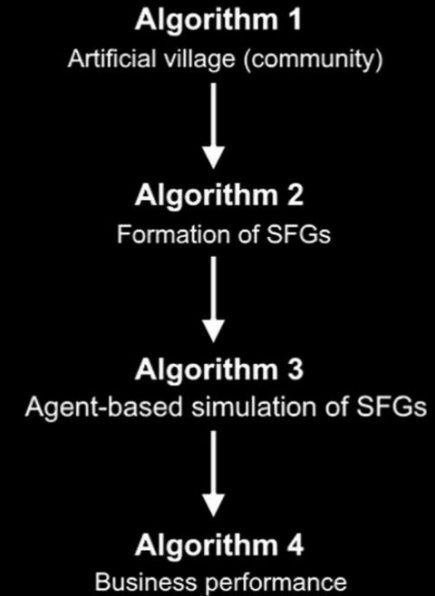 Algorithm 1
Artificial village (community)
Algorithm 2
Formation of SFGs
Algorithm 3
Agent-based simulation of SFGs
Algorithm 4
Business performance